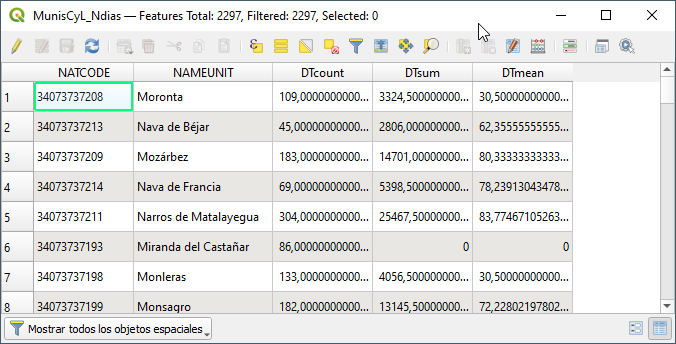 MunisCyL_Ndias — Features Total: 2297, Filtered: 2297, Selected: 0
NATCODE NAMEUNIT DTcount DTsum DTmean
1 34073737208 Moronta 109,0000000000... 3324,500000000... 30,50000000000...
2 34073737213 Nava de Béjar 45,00000000000... 2806,000000000... 62,35555555555...
3 34073737209 Mozárbez 183,0000000000... 14701,00000000... 80,33333333333...
4 34073737214 Nava de Francia 69,00000000000... 5398,500000000... 78,23913043478...
5 34073737211 Narros de Matalayegua 304,0000000000... 25467,50000000... 83,77467105263...
6 34073737193 Miranda del Castañar 86,00000000000... 0 0
7 34073737198 Monleras 133,0000000000... 4056,500000000... 30,50000000000...
8 34073737199 Monsagro 182,0000000000... 13145,50000000... 72,22802197802...
Mostrar todos los objetos espaciales